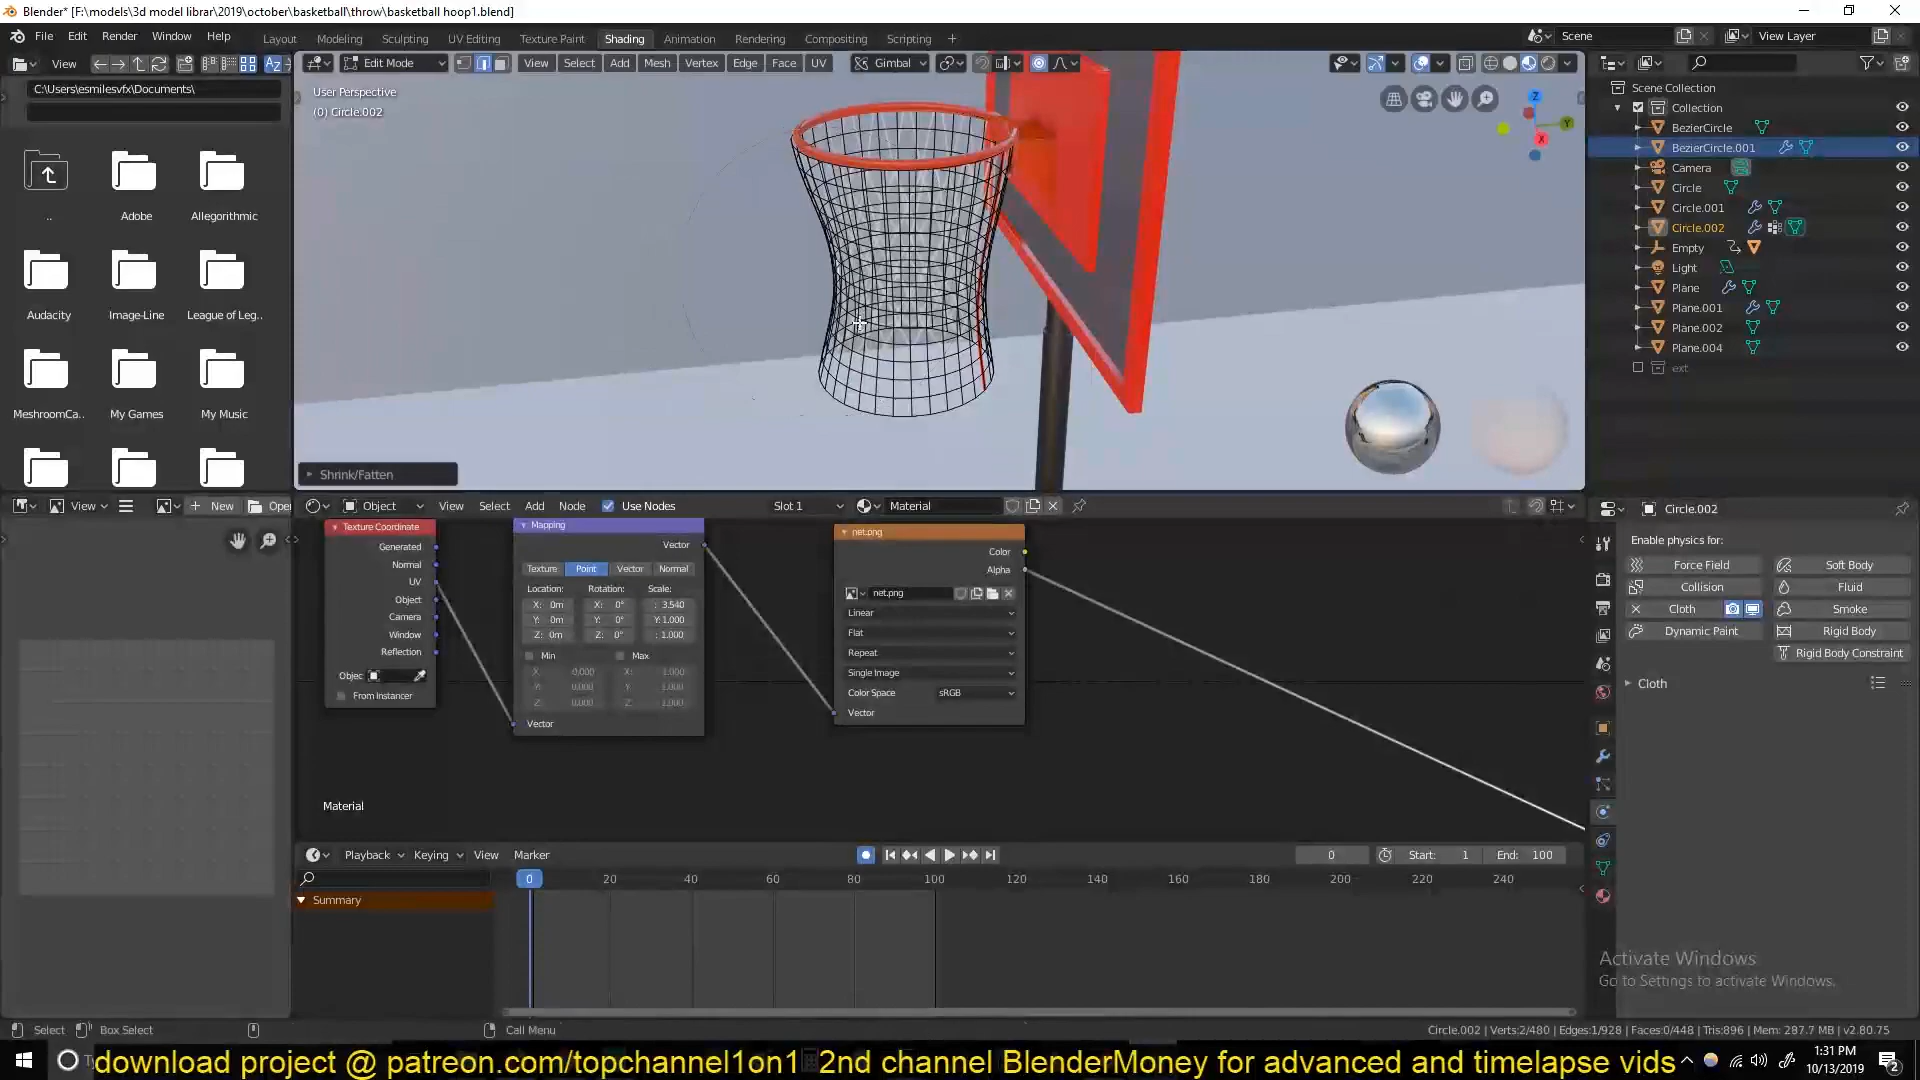 Blender* [F:\models\3d model librar\2019\october\basketball\throw\basketball hoop1.blend]
File Edit Render Window Help Layout Modeling Sculpting UV Editing Texture Paint Shading Animation Rendering Compositing Scripting + Scene View Layer
View
Edit Mode View Select Add Mesh Vertex Edge Face UV Gimbal
C:\Users\esmilesvfx\Documents\
.. Adobe Allegorithmic
Audacity Image-Line League of Leg..
MeshroomCa.. My Games My Music
User Perspective
(0) Circle.002
Shrink/Fatten
Scene Collection
Collection
BezierCircle
BezierCircle.001
Camera
Circle
Circle.001
Circle.002
Empty
Light
Plane
Plane.001
Plane.002
Plane.004
ext
View New Open
Object View Select Add Node Use Nodes Slot 1 Material
Texture Coordinate
Generated
Normal
UV
Object
Camera
Window
Reflection
Objec
From Instancer
Mapping
Vector
Texture Point Vector Normal
Location: Rotation: Scale:
X: 0m X: 0° : 3.540
Y: 0m Y: 0° Y: 1.000
Z: 0m Z: 0° : 1.000
Min Max
X: -0.000 X: 1.000
Y: 0.000 Y: 1.000
Z: 0.000 Z: 1.000
Vector
net.png
Color
Alpha
net.png
Linear
Flat
Repeat
Single Image
Color Space sRGB
Vector
Material
Circle.002
Enable physics for:
Force Field Soft Body
Collision Fluid
Cloth Smoke
Dynamic Paint Rigid Body
Rigid Body Constraint
Cloth
Playback Keying View Marker 0 Start: 1 End: 100
0 20 40 60 80 100 120 140 160 180 200 220 240
Summary
Activate Windows
Go to Settings to activate Windows.
Select Box Select Call Menu Circle.002 | Verts:2/480 | Edges:1/928 | Faces:0/448 | Tris:896 | Mem: 287.7 MB | v2.80.75
download project @ patreon.com/topchannel1on1 2nd channel BlenderMoney for advanced and timelapse vids
1:31 PM
10/13/2019
2